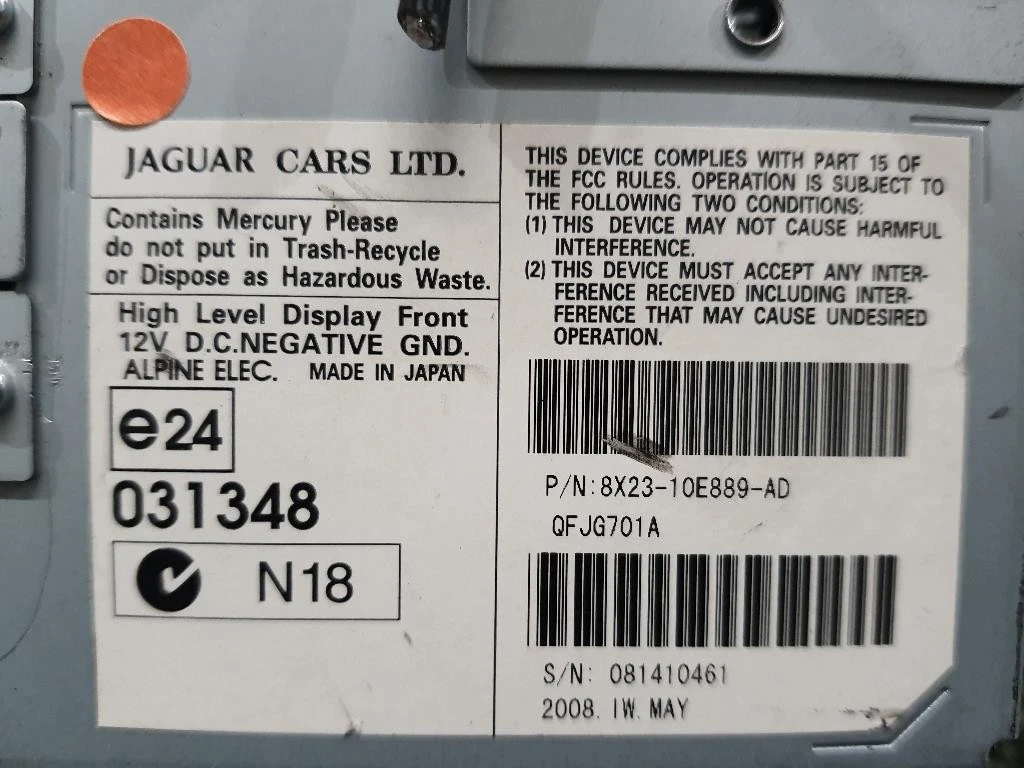 JAGUAR CARS LTD.
Contains Mercury Please
do not put in Trash-Recycle
or Dispose as Hazardous Waste.
High Level Display Front
12V D.C.NEGATIVE GND.
ALPINE ELEC. MADE IN JAPAN
e24
031348
N18
THIS DEVICE COMPLIES WITH PART 15 OF
THE FCC RULES. OPERATION IS SUBJECT TO
THE FOLLOWING TWO CONDITIONS:
(1) THIS DEVICE MAY NOT CAUSE HARMFUL
INTERFERENCE.
(2) THIS DEVICE MUST ACCEPT ANY INTER-
FERENCE RECEIVED INCLUDING INTER-
FERENCE THAT MAY CAUSE UNDESIRED
OPERATION.
P/N:8X23-10E889-AD
QFJG701A
S/N: 081410461
2008. 1W. MAY